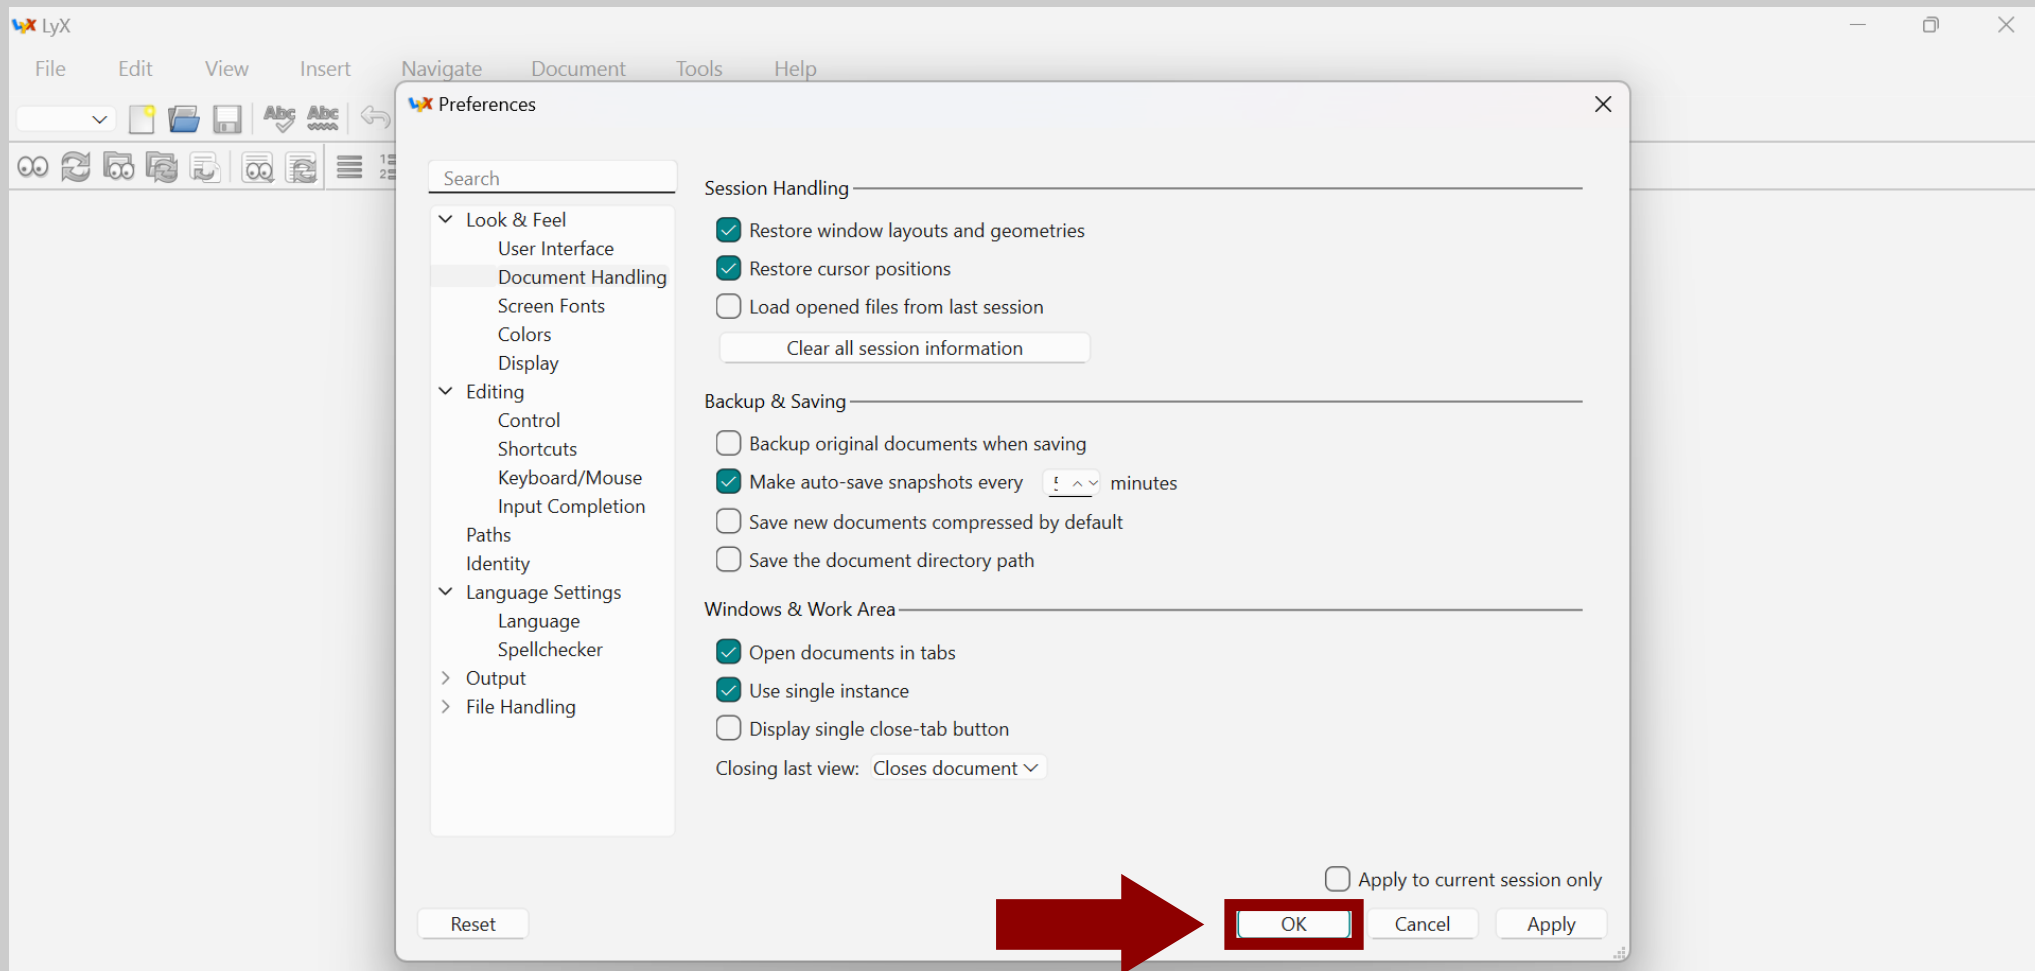 LyX
File Edit View Insert Navigate Document Tools Help
Preferences
Abc Abc
Search
Look & Feel
User Interface
Document Handling
Screen Fonts
Colors
Display
Editing
Control
Shortcuts
Keyboard/Mouse
Input Completion
Paths
Identity
Language Settings
Language
Spellchecker
Output
File Handling
Session Handling
Restore window layouts and geometries
Restore cursor positions
Load opened files from last session
Clear all session information
Backup & Saving
Backup original documents when saving
Make auto-save snapshots every minutes
Save new documents compressed by default
Save the document directory path
Windows & Work Area
Open documents in tabs
Use single instance
Display single close-tab button
Closing last view: Closes document
Apply to current session only
Reset OK Cancel Apply